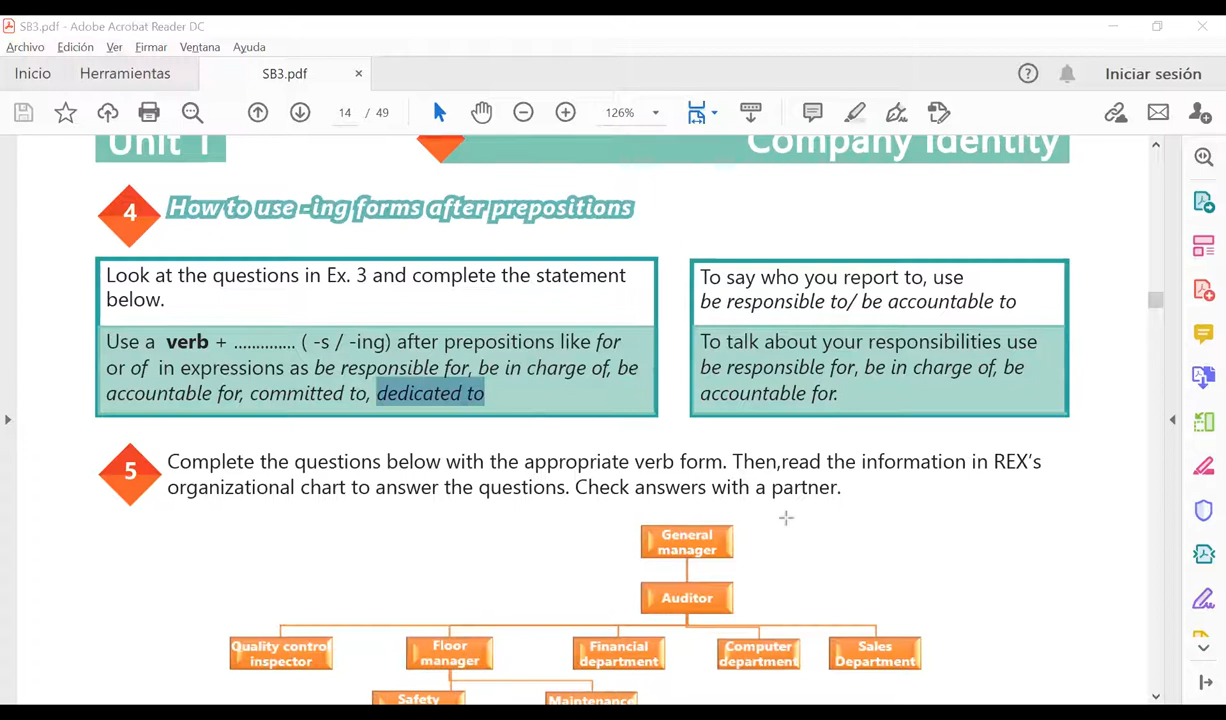 SB3.pdf - Adobe Acrobat Reader DC
Archivo Edición Ver Firmar Ventana Ayuda
Inicio Herramientas SB3.pdf × Iniciar sesión
14 / 49 126%
Unit 1 Company Identity
4 How to use -ing forms after prepositions
Look at the questions in Ex. 3 and complete the statement
below.
Use a verb + .............. ( -s / -ing) after prepositions like for
or of in expressions as be responsible for, be in charge of, be
accountable for, committed to, dedicated to
To say who you report to, use
be responsible to/ be accountable to
To talk about your responsibilities use
be responsible for, be in charge of, be
accountable for.
5 Complete the questions below with the appropriate verb form. Then,read the information in REX's
organizational chart to answer the questions. Check answers with a partner.
General
manager
Auditor
Quality control
inspector
Floor
manager
Financial
department
Computer
department
Sales
Department
Safety
Maintenance